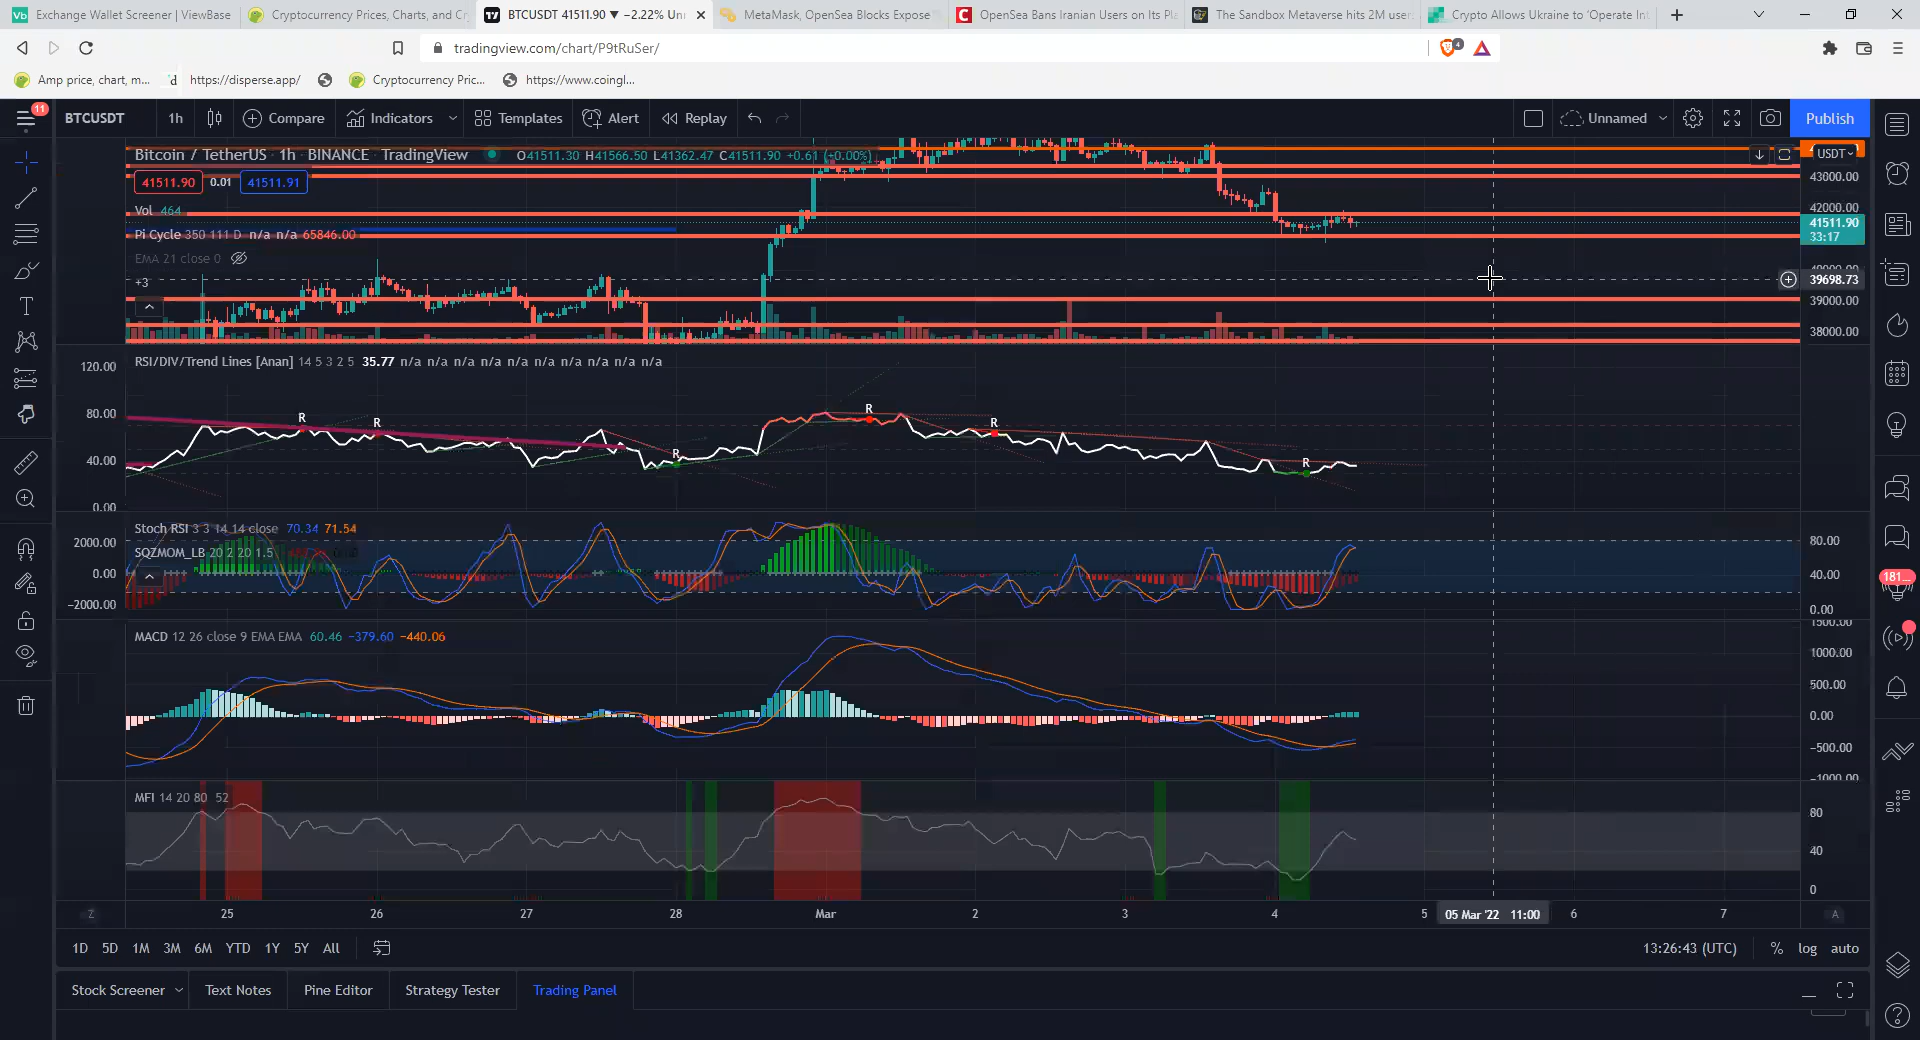 Exchange Wallet Screener | ViewBase
Cryptocurrency Prices, Charts, and Cr
BTCUSDT 41511.90 ▼ −2.22% Un
MetaMask, OpenSea Blocks Expose
OpenSea Bans Iranian Users on Its Pl
The Sandbox Metaverse hits 2M user
Crypto Allows Ukraine to 'Operate In
tradingview.com/chart/P9tRuSer/
4
Amp price, chart, m...
d
https://disperse.app/
Cryptocurrency Pric...
https://www.coingl...
11
BTCUSDT
1h
Compare
Indicators
Templates
Alert
Replay
Unnamed
Publish
Bitcoin / TetherUS · 1h · BINANCE · TradingView
O41511.30 H41566.50 L41362.47 C41511.90 +0.61 (+0.00%)
USDT
41511.90
0.01
41511.91
43000.00
Vol 464
42000.00
41511.90
33:17
Pi Cycle 350 111 D n/a n/a 65846.00
EMA 21 close 0
+3
39698.73
39000.00
38000.00
RSI/DIV/Trend Lines [Anan] 14 5 3 2 5 35.77 n/a n/a n/a n/a n/a n/a n/a n/a n/a n/a
120.00
80.00
40.00
0.00
R
R
R
R
R
R
Stoch RSI 3 3 14 14 close 70.34 71.54
SQZMOM_LB 20 2 20 1.5
2000.00
0.00
−2000.00
80.00
40.00
0.00
MACD 12 26 close 9 EMA EMA 60.46 −379.60 −440.06
1500.00
1000.00
500.00
0.00
−500.00
−1000.00
MFI 14 20 80 52
80
40
0
181...
Z
25
26
27
28
Mar
2
3
4
5
05 Mar '22 11:00
6
7
A
1D 5D 1M 3M 6M YTD 1Y 5Y All
13:26:43 (UTC)
% log auto
Stock Screener
Text Notes
Pine Editor
Strategy Tester
Trading Panel